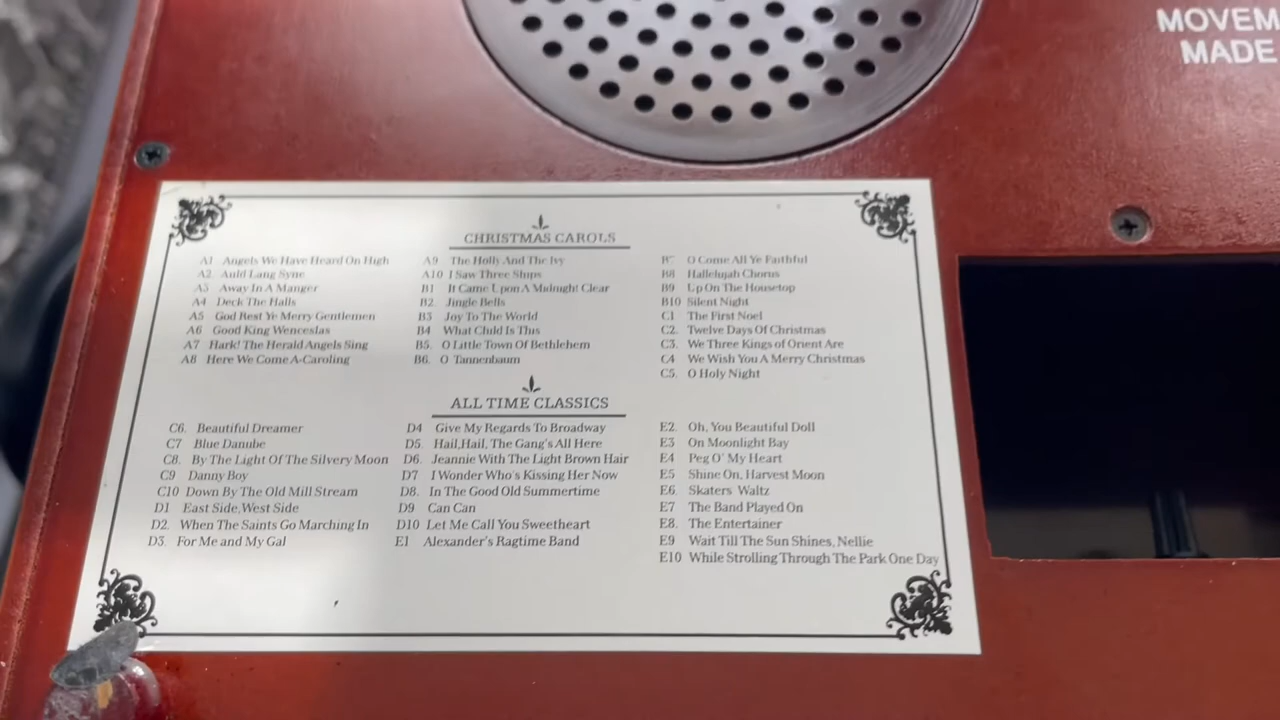 MOVEM
MADE
CHRISTMAS CAROLS
A1 Angels We Have Heard On High
A2. Auld Lang Syne
A3 Away In A Manger
A4 Deck The Halls
A5 God Rest Ye Merry Gentlemen
A6 Good King Wenceslas
A7 Hark! The Herald Angels Sing
A8 Here We Come A-Caroling
A9 The Holly And The Ivy
A10 I Saw Three Ships
B1 It Came Upon A Midnight Clear
B2. Jingle Bells
B3 Joy To The World
B4 What Child Is This
B5. O Little Town Of Bethlehem
B6. O Tannenbaum
B7 O Come All Ye Faithful
B8 Hallelujah Chorus
B9 Up On The Housetop
B10 Silent Night
C1 The First Noel
C2. Twelve Days Of Christmas
C3. We Three Kings of Orient Are
C4 We Wish You A Merry Christmas
C5. O Holy Night
ALL TIME CLASSICS
C6. Beautiful Dreamer
C7 Blue Danube
C8. By The Light Of The Silvery Moon
C9 Danny Boy
C10 Down By The Old Mill Stream
D1 East Side,West Side
D2. When The Saints Go Marching In
D3. For Me and My Gal
D4 Give My Regards To Broadway
D5. Hail,Hail, The Gang's All Here
D6. Jeannie With The Light Brown Hair
D7 I Wonder Who's Kissing Her Now
D8. In The Good Old Summertime
D9 Can Can
D10 Let Me Call You Sweetheart
E1 Alexander's Ragtime Band
E2. Oh, You Beautiful Doll
E3 On Moonlight Bay
E4 Peg O' My Heart
E5 Shine On, Harvest Moon
E6. Skaters Waltz
E7 The Band Played On
E8. The Entertainer
E9 Wait Till The Sun Shines, Nellie
E10 While Strolling Through The Park One Day